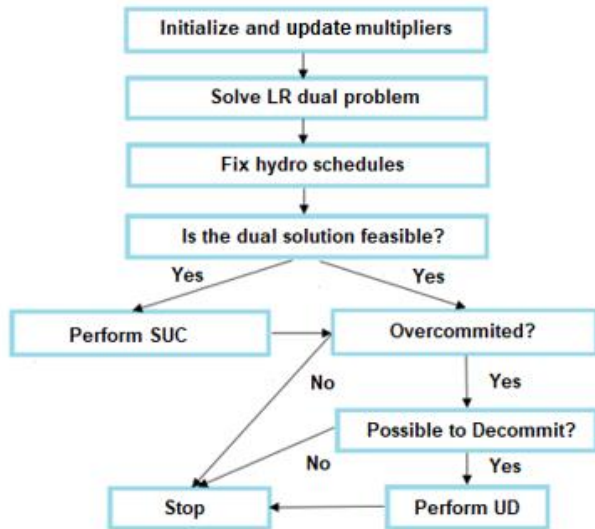 Initialize and update multipliers
Solve LR dual problem
Fix hydro schedules
Is the dual solution feasible?
Yes
Yes
Perform SUC
Overcommited?
No
Yes
Possible to Decommit?
No
Yes
Stop
Perform UD